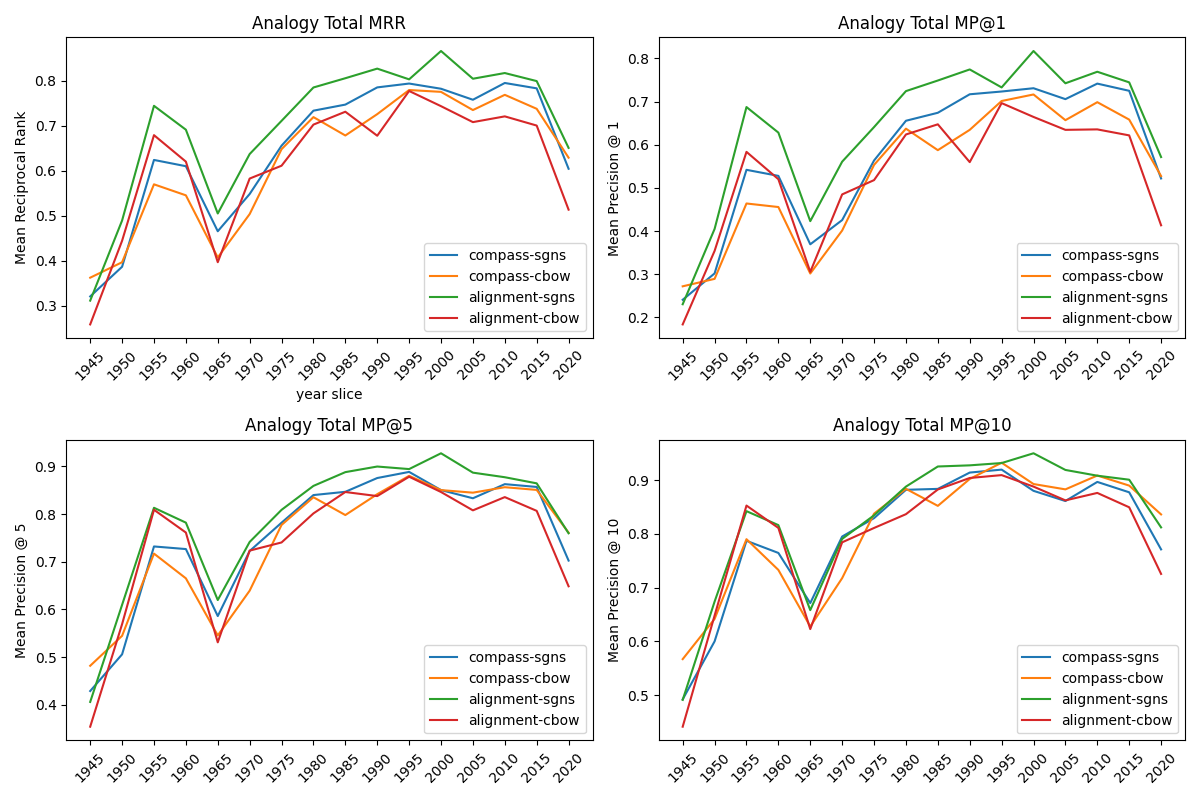 Analogy Total MRR
Mean Reciprocal Rank
0.8
0.7
0.6
0.5
0.4
0.3
compass-sgns
compass-cbow
alignment-sgns
alignment-cbow
1945 1950 1955 1960 1965 1970 1975 1980 1985 1990 1995 2000 2005 2010 2015 2020
year slice
Analogy Total MP@1
Mean Precision @ 1
0.8
0.7
0.6
0.5
0.4
0.3
0.2
compass-sgns
compass-cbow
alignment-sgns
alignment-cbow
1945 1950 1955 1960 1965 1970 1975 1980 1985 1990 1995 2000 2005 2010 2015 2020
Analogy Total MP@5
Mean Precision @ 5
0.9
0.8
0.7
0.6
0.5
0.4
compass-sgns
compass-cbow
alignment-sgns
alignment-cbow
1945 1950 1955 1960 1965 1970 1975 1980 1985 1990 1995 2000 2005 2010 2015 2020
Analogy Total MP@10
Mean Precision @ 10
0.9
0.8
0.7
0.6
0.5
compass-sgns
compass-cbow
alignment-sgns
alignment-cbow
1945 1950 1955 1960 1965 1970 1975 1980 1985 1990 1995 2000 2005 2010 2015 2020